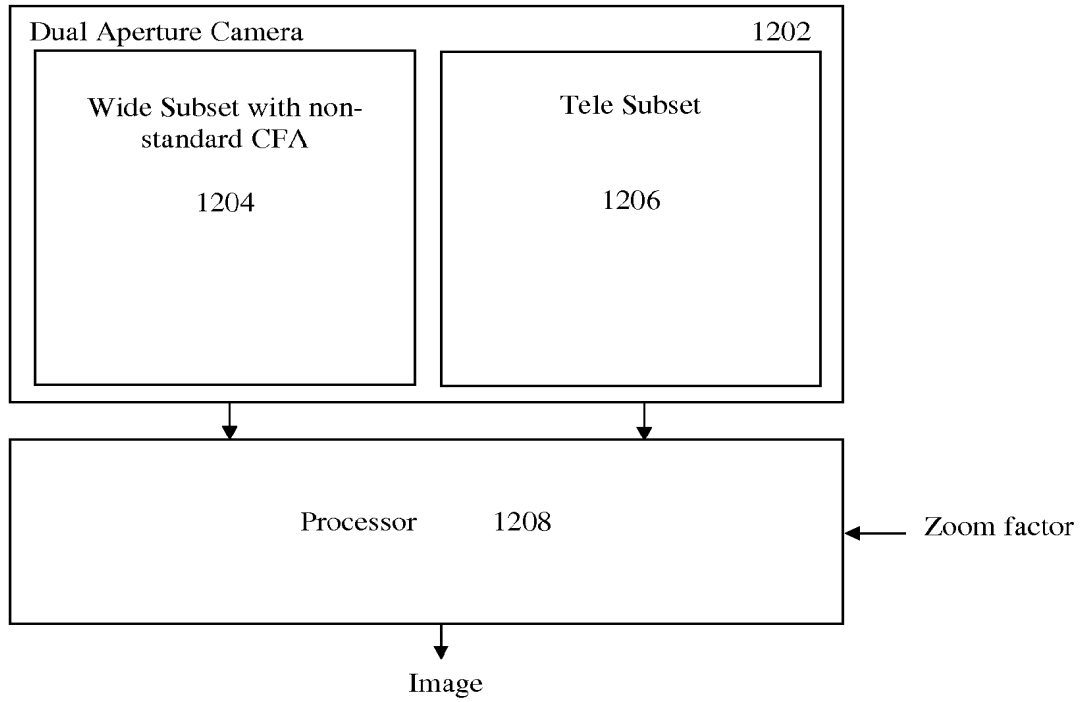 Dual Aperture Camera 1202
Wide Subset with non-
standard CFA
1204
Tele Subset
1206
Processor 1208
Zoom factor
Image